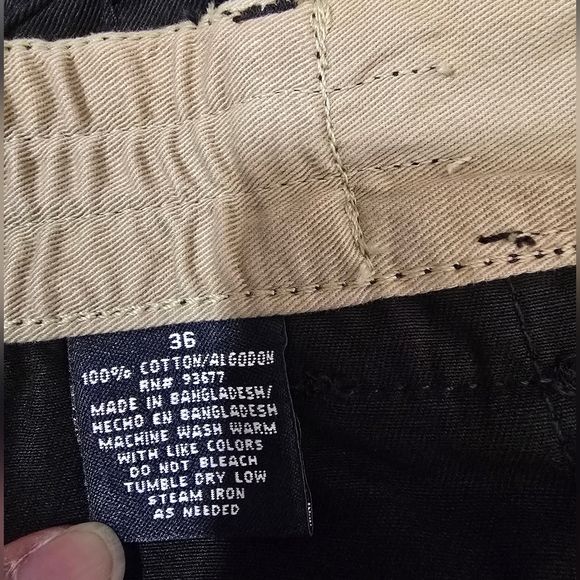 36
100% COTTON/ALGODON
RN# 93677
MADE IN BANGLADESH/
HECHO EN BANGLADESH
MACHINE WASH WARM
WITH LIKE COLORS
DO NOT BLEACH
TUMBLE DRY LOW
STEAM IRON
AS NEEDED